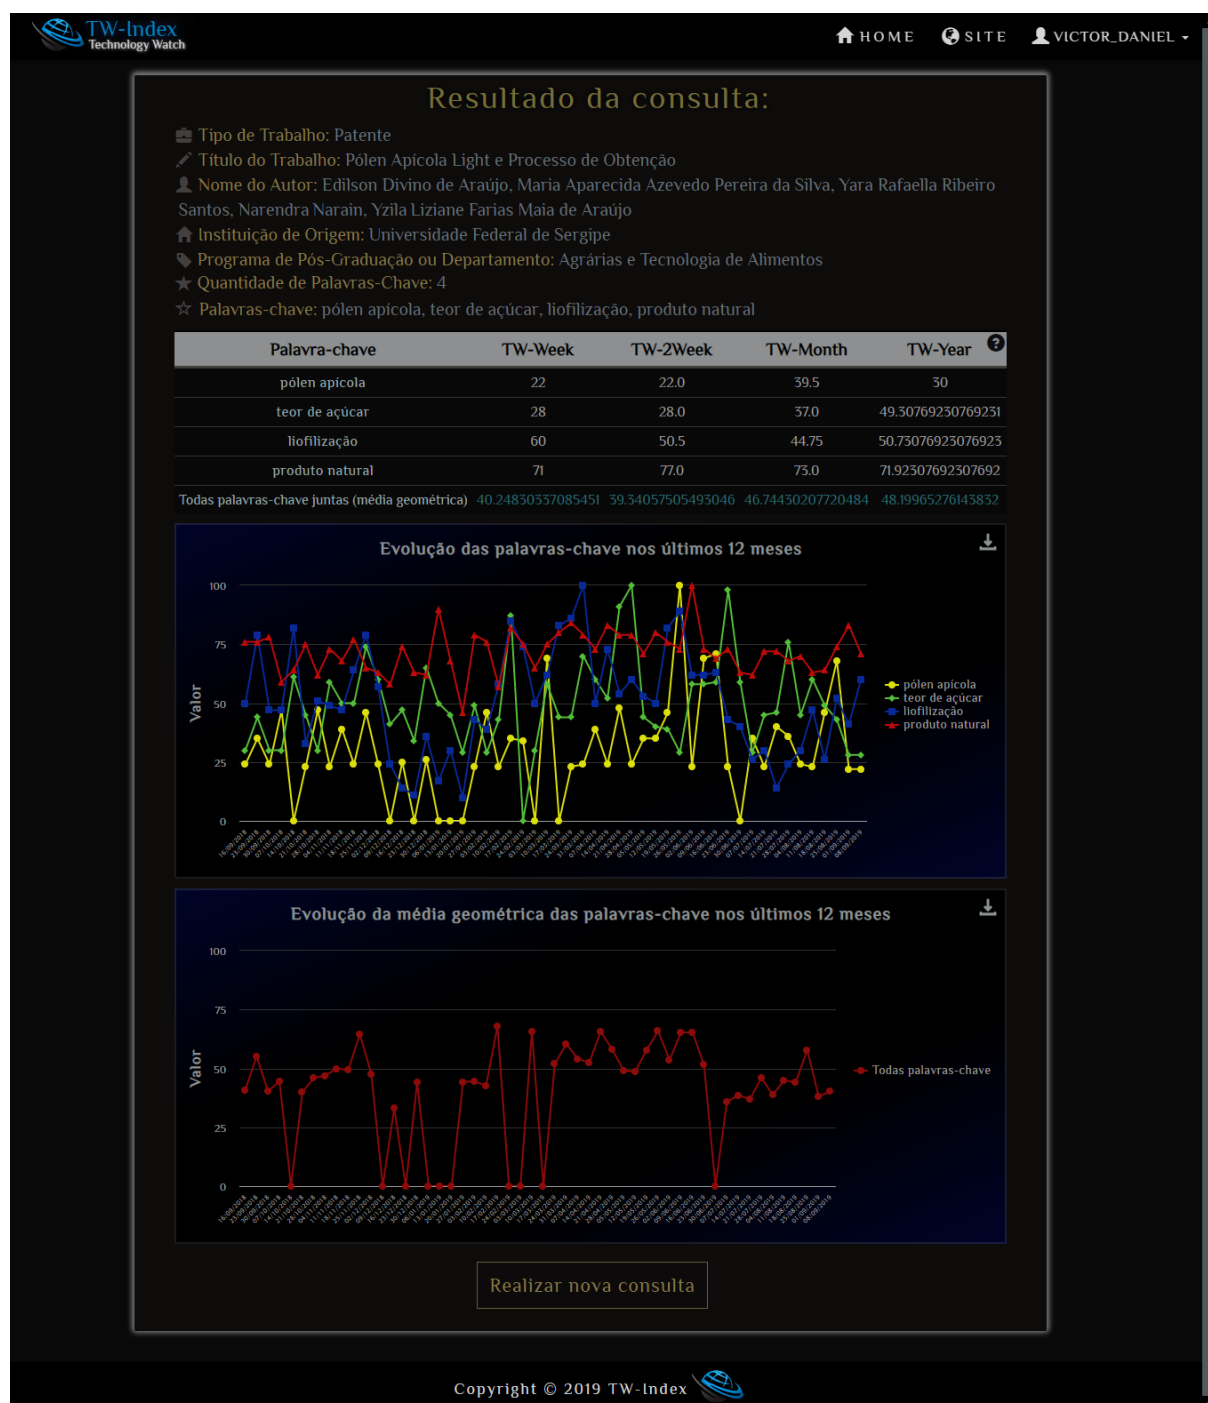 TW-Index
Technology Watch
HOME SITE VICTOR_DANIEL
Resultado da consulta:
Tipo de Trabalho: Patente
Título do Trabalho: Pólen Apícola Light e Processo de Obtenção
Nome do Autor: Edilson Divino de Araújo, Maria Aparecida Azevedo Pereira da Silva, Yara Rafaella Ribeiro
Santos, Narendra Narain, Yzila Liziane Farias Maia de Araújo
Instituição de Origem: Universidade Federal de Sergipe
Programa de Pós-Graduação ou Departamento: Agrárias e Tecnologia de Alimentos
Quantidade de Palavras-Chave: 4
Palavras-chave: pólen apícola, teor de açúcar, liofilização, produto natural
Palavra-chave TW-Week TW-2Week TW-Month TW-Year ?
pólen apícola 22 22.0 39.5 30
teor de açúcar 28 28.0 37.0 49.30769230769231
liofilização 60 50.5 44.75 50.73076923076923
produto natural 71 77.0 73.0 71.92307692307692
Todas palavras-chave juntas (média geométrica) 40.24830337085451 39.34057505493046 46.74430207720484 48.19965276143832
Evolução das palavras-chave nos últimos 12 meses
100
75
50
25
0
Valor
pólen apícola
teor de açúcar
liofilização
produto natural
Evolução da média geométrica das palavras-chave nos últimos 12 meses
100
75
50
25
0
Valor
Todas palavras-chave
Realizar nova consulta
Copyright © 2019 TW-Index